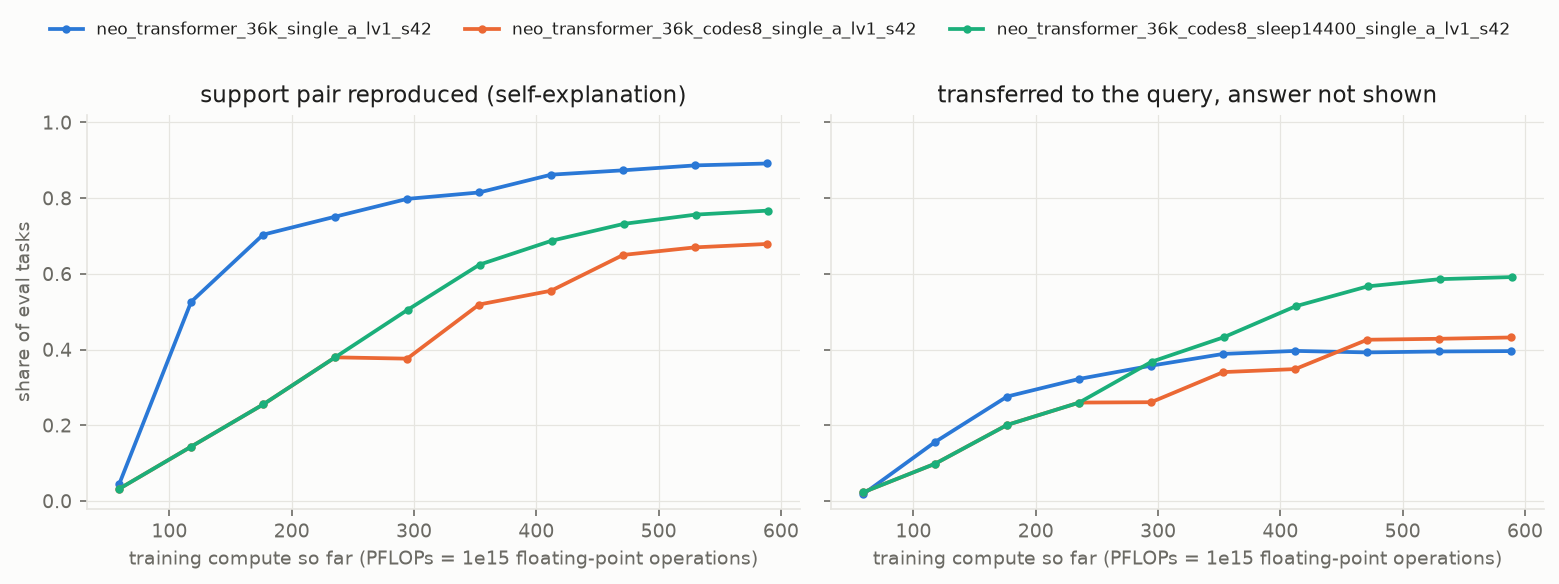 neo_transformer_36k_single_a_lv1_s42 neo_transformer_36k_codes8_single_a_lv1_s42 neo_transformer_36k_codes8_sleep14400_single_a_lv1_s42
support pair reproduced (self-explanation)
share of eval tasks
1.0
0.8
0.6
0.4
0.2
0.0
100 200 300 400 500 600
training compute so far (PFLOPs = 1e15 floating-point operations)
transferred to the query, answer not shown
100 200 300 400 500 600
training compute so far (PFLOPs = 1e15 floating-point operations)